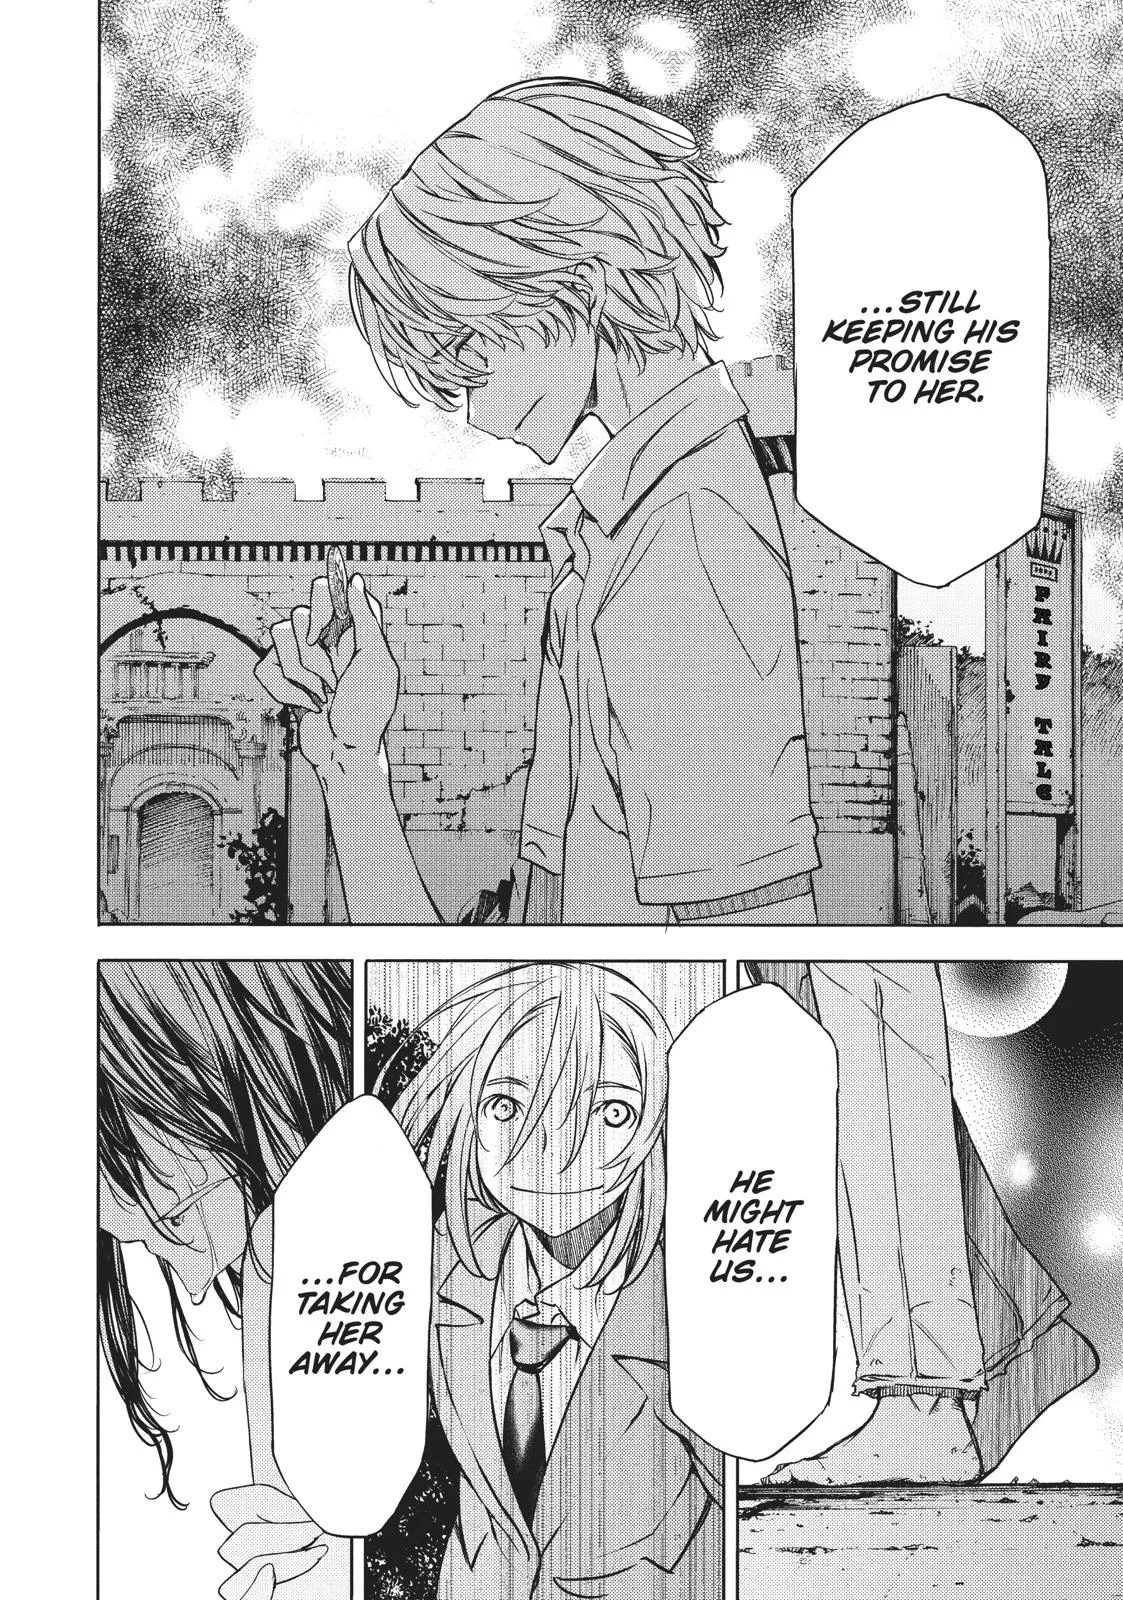 ...STILL
KEEPING HIS
PROMISE
TO HER.
FAIRY TALE
HE
MIGHT
HATE
US...
...FOR
TAKING
HER
AWAY...